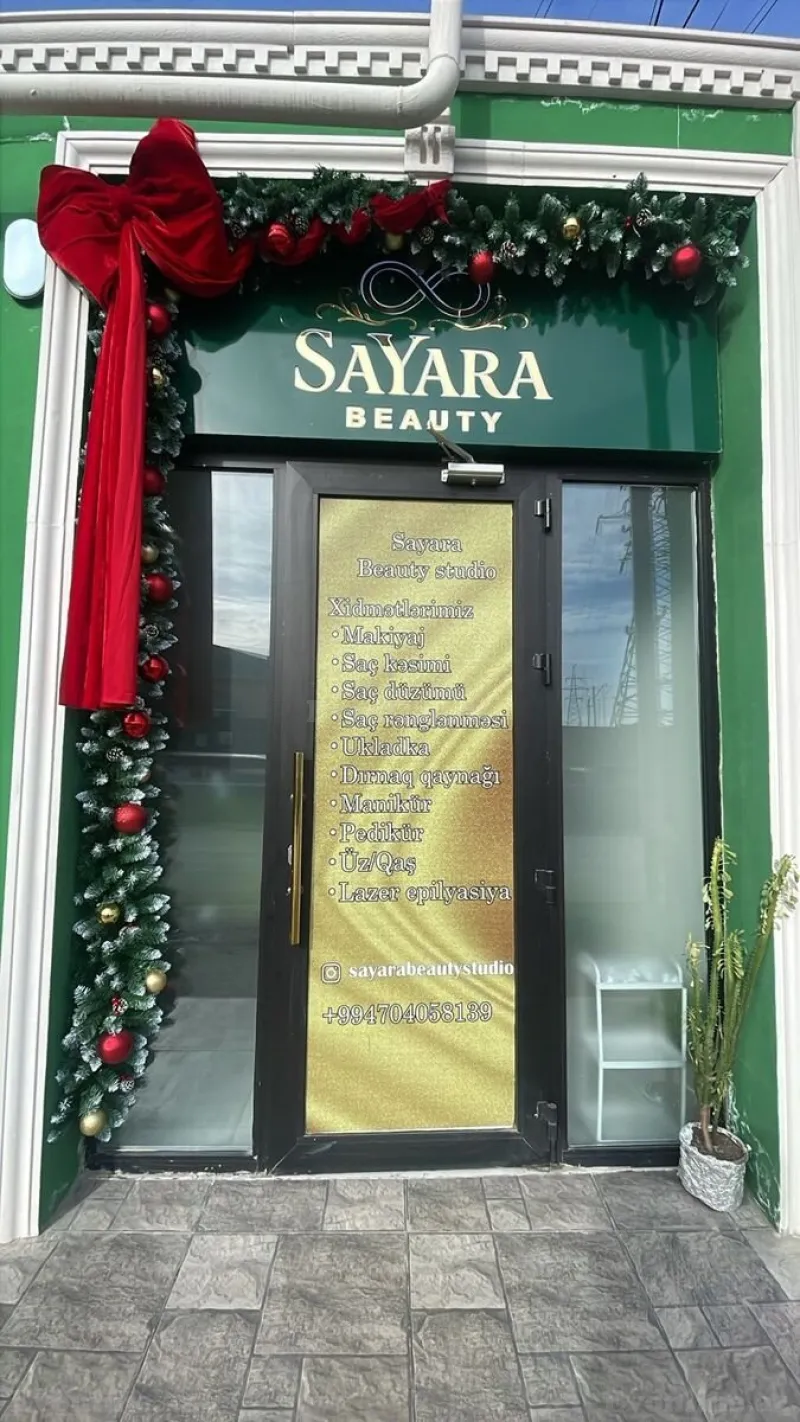 SAYARA
BEAUTY
Sayara
Beauty studio
Xidmətlərimiz
• Makiyaj
• Saç kəsimi
• Saç düzümü
• Saç rənglənməsi
• Ukladka
• Dırnaq qaynağı
• Manikür
• Pedikür
• Üz/Qaş
• Lazer epilyasiya
sayarabeautystudio
+994704058139